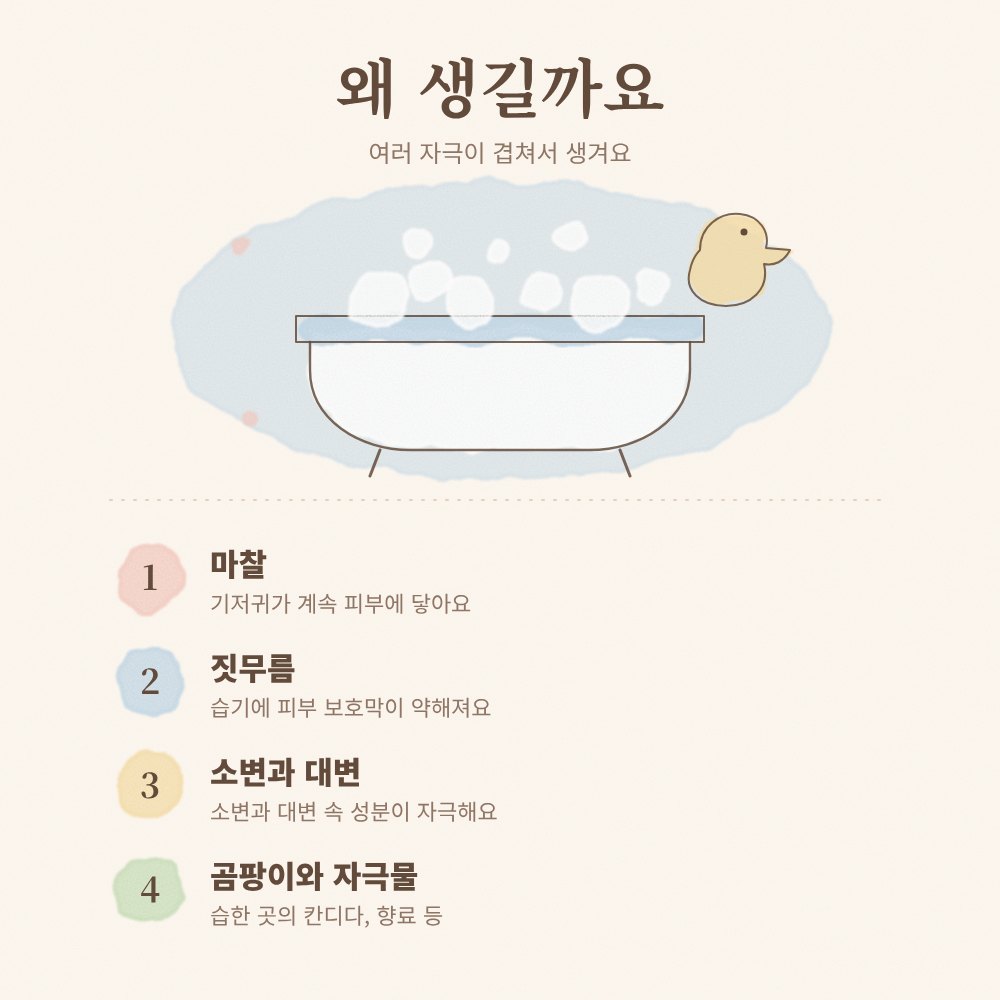 왜 생길까요
여러 자극이 겹쳐서 생겨요
1
마찰
기저귀가 계속 피부에 닿아요
2
짓무름
습기에 피부 보호막이 약해져요
3
소변과 대변
소변과 대변 속 성분이 자극해요
4
곰팡이와 자극물
습한 곳의 칸디다, 향료 등